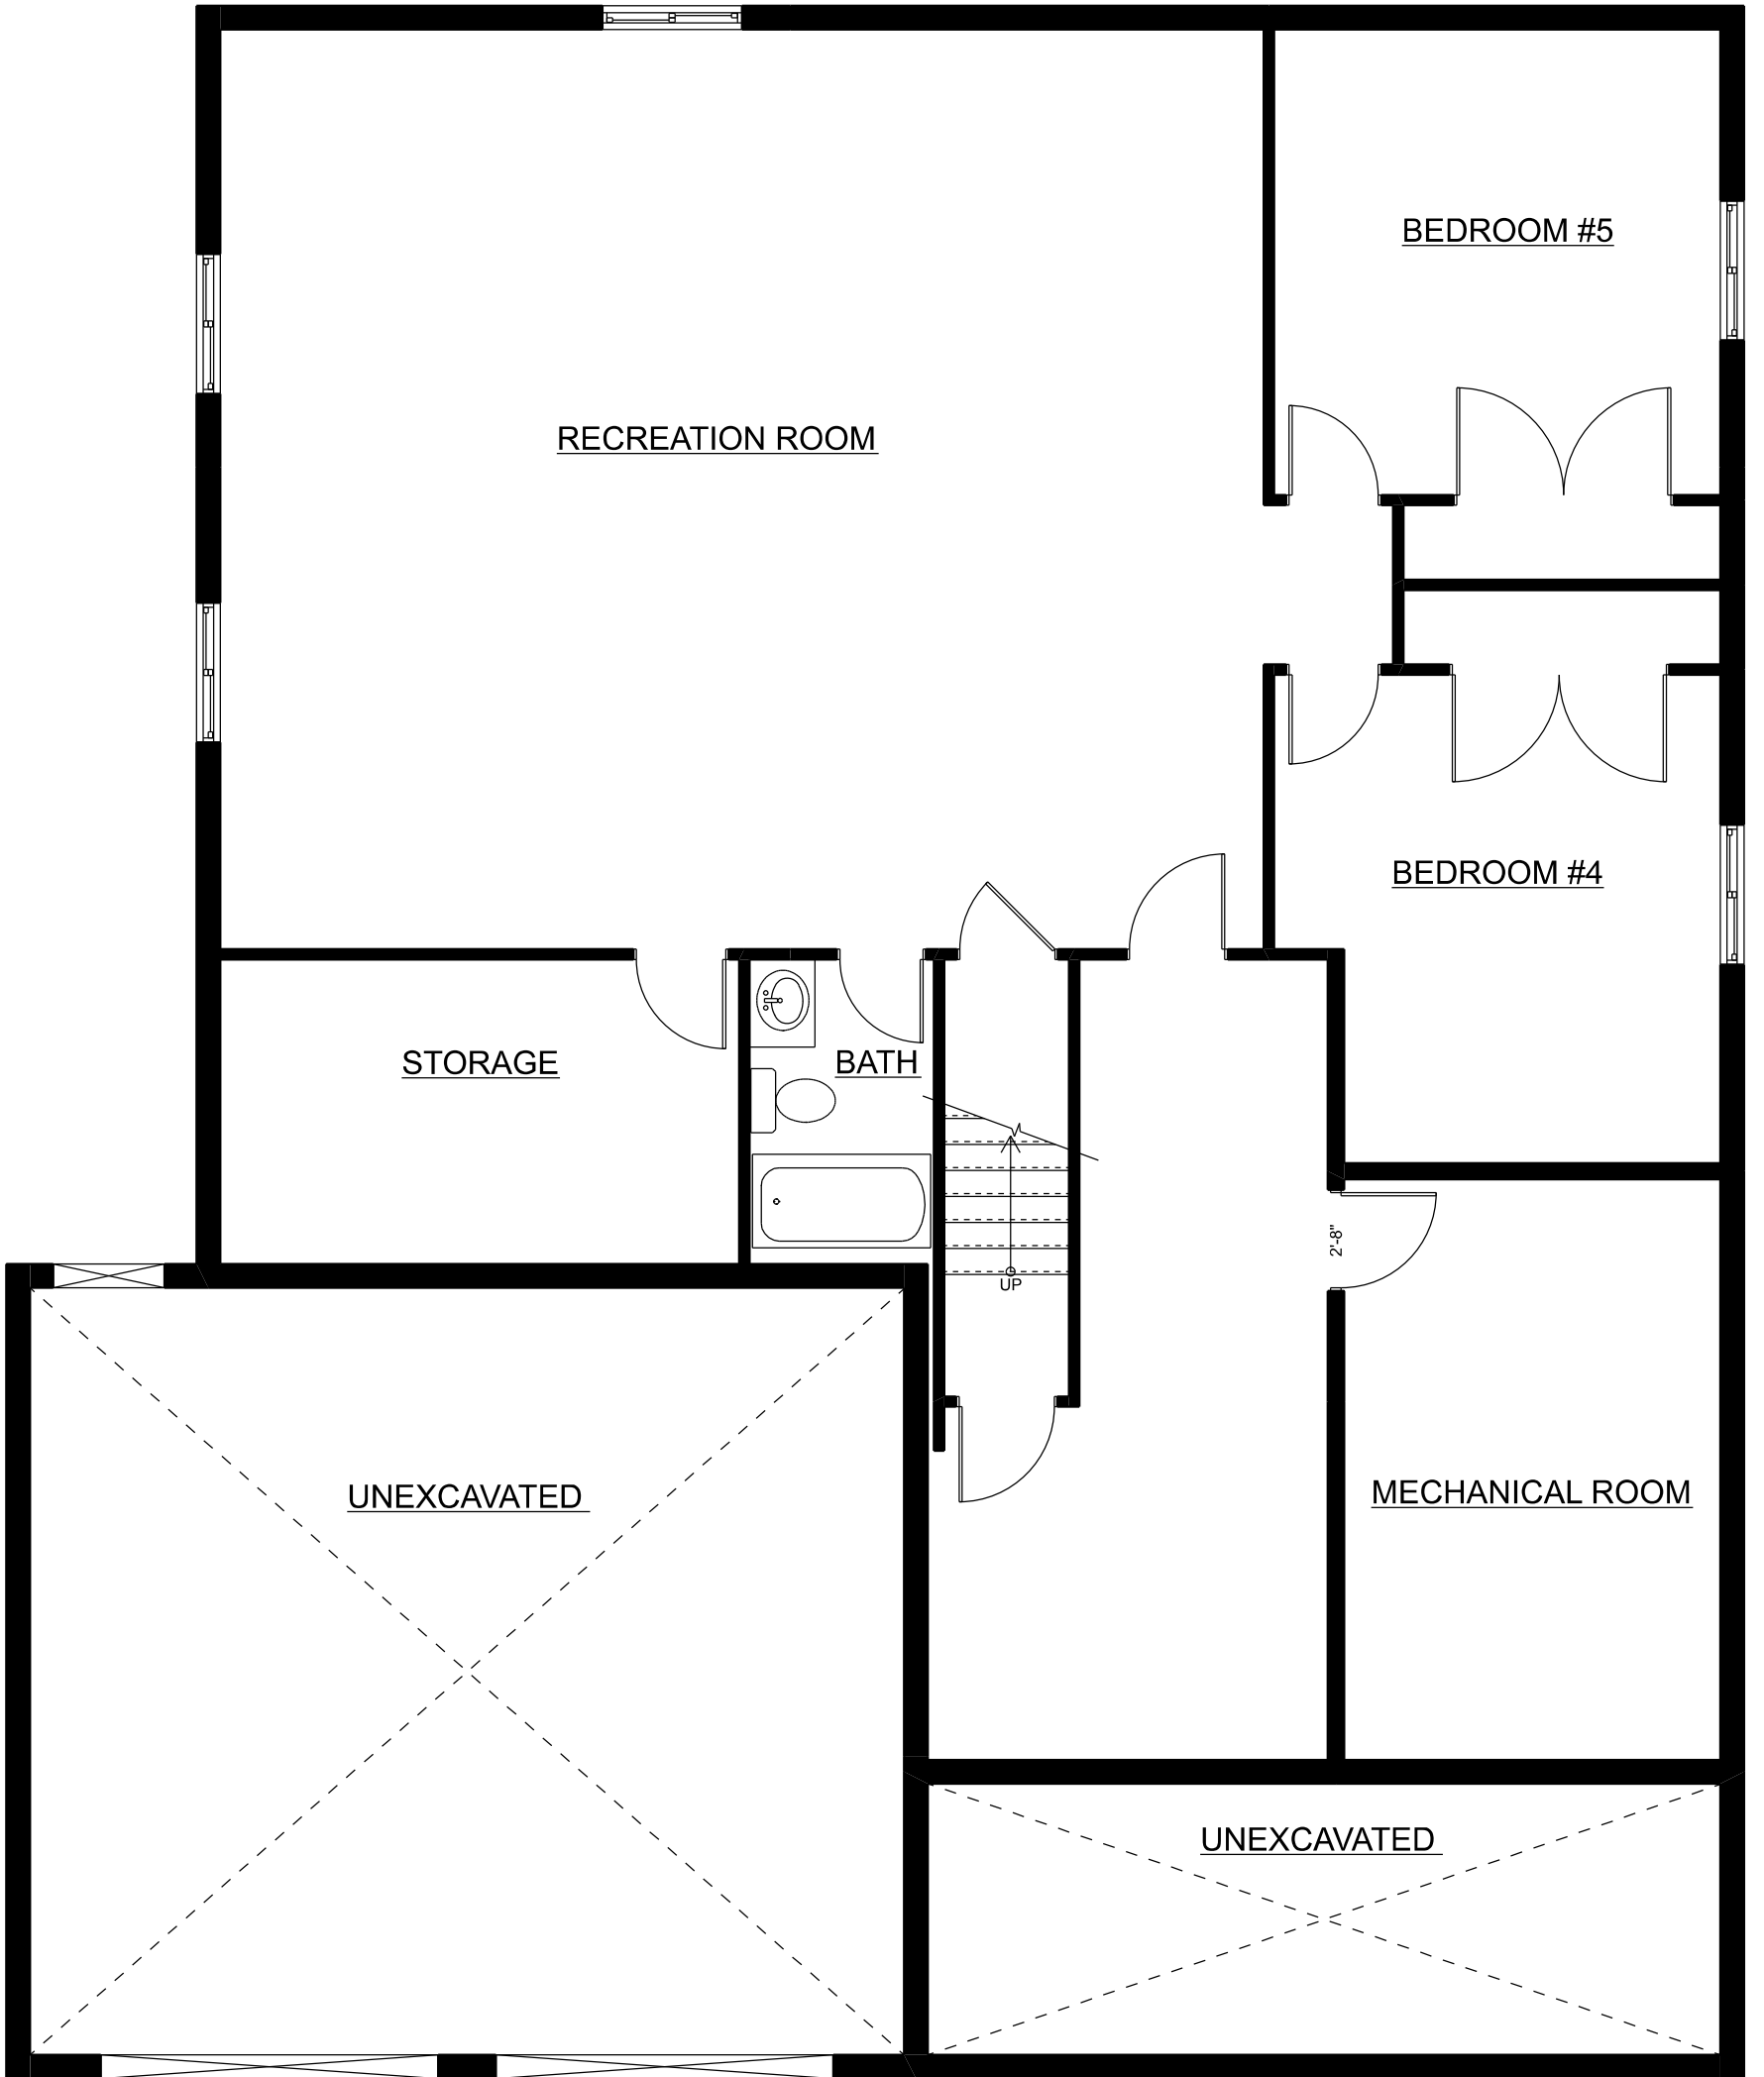 BEDROOM #5
RECREATION ROOM
BEDROOM #4
STORAGE
BATH
2'-8"
UP
UNEXCAVATED
MECHANICAL ROOM
UNEXCAVATED